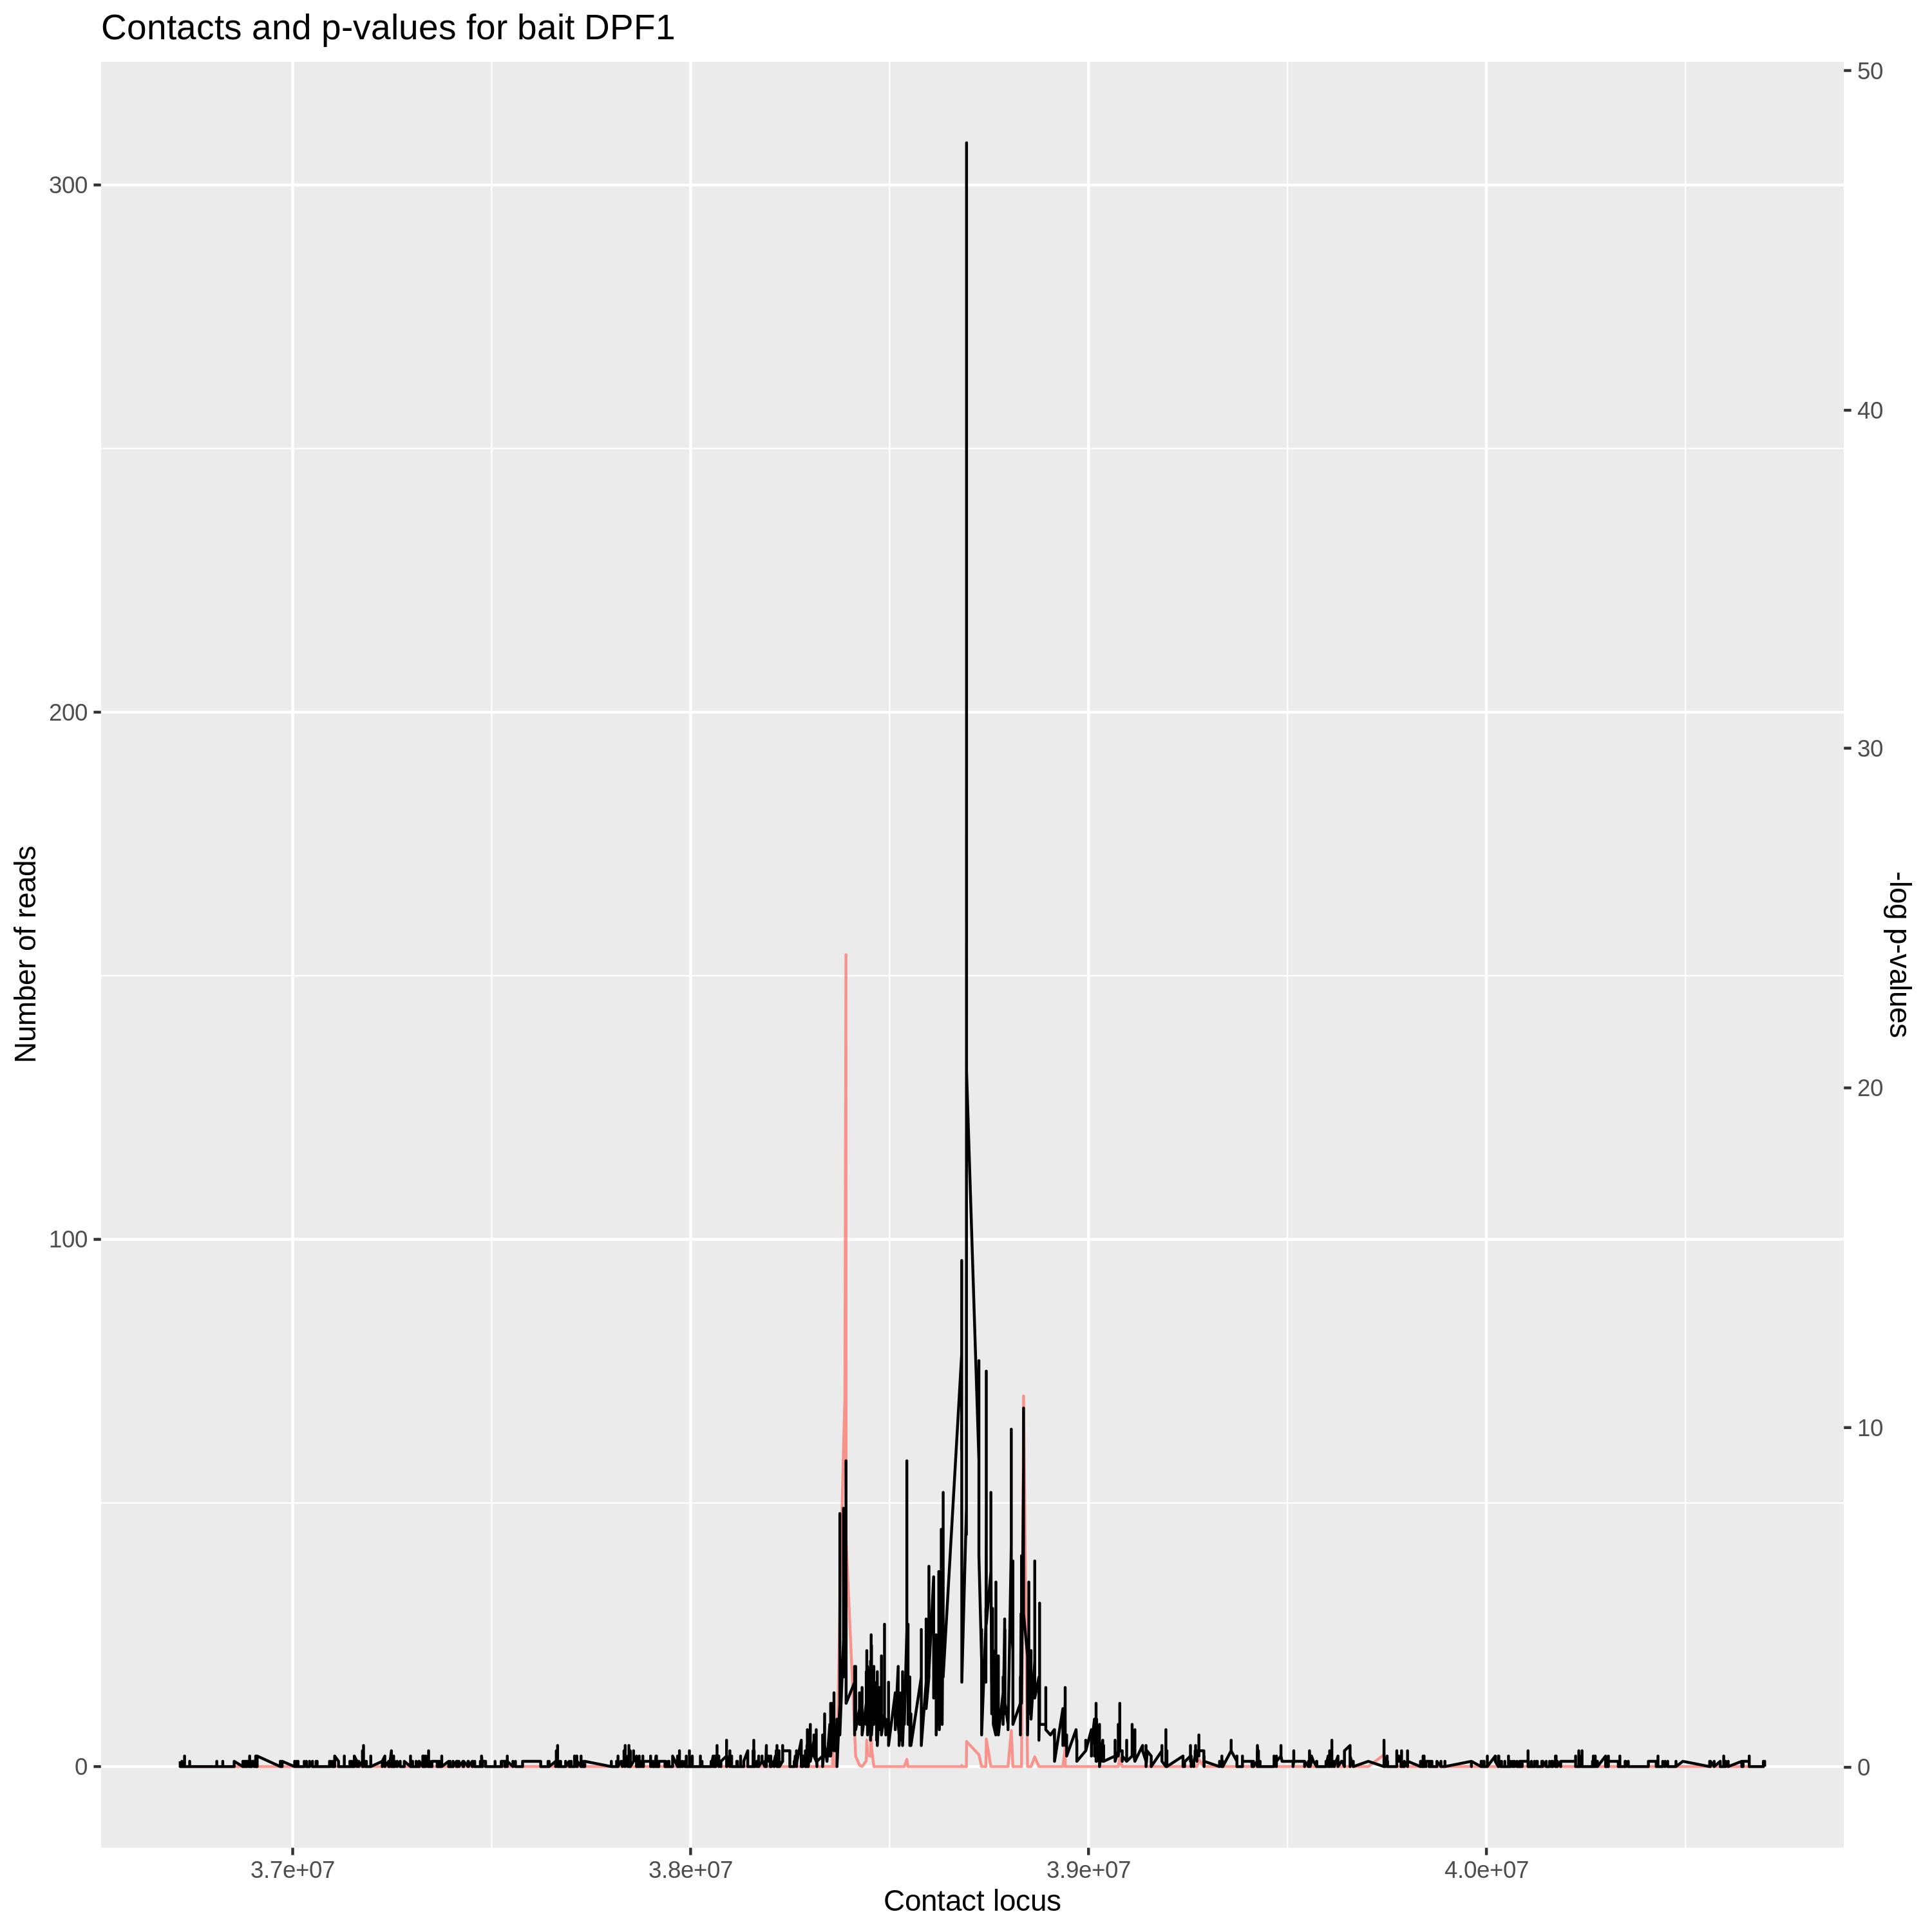 Contacts and p-values for bait DPF1
50
300
40
200
30
Number of reads
-log p-values
20
100
10
0
0
3.7e+07
3.8e+07
3.9e+07
4.0e+07
Contact locus